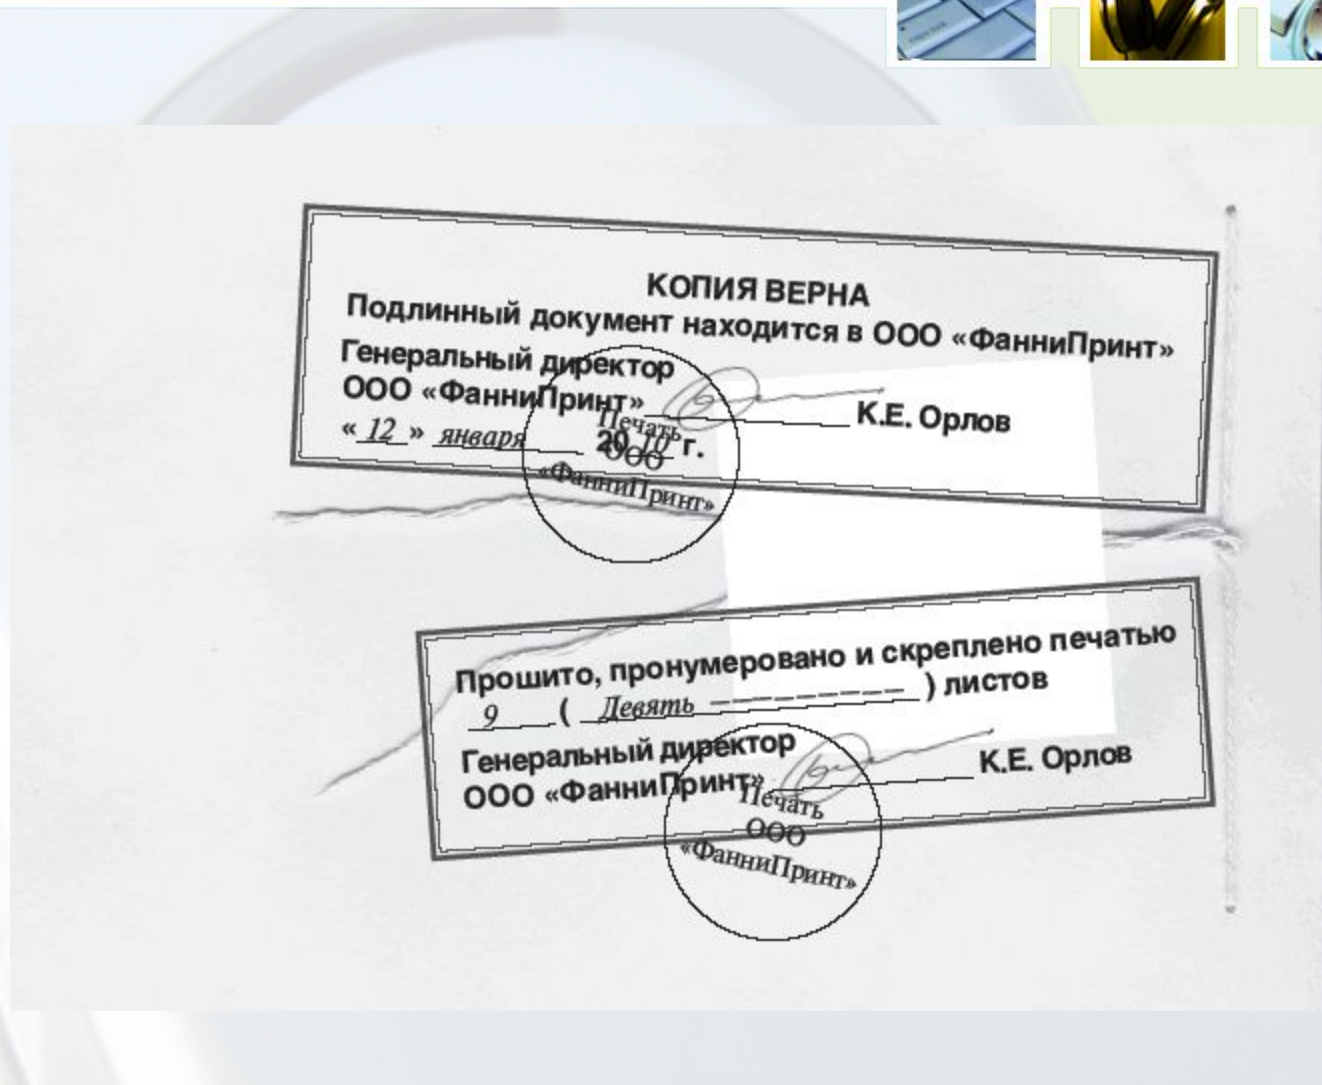 КОПИЯ ВЕРНА
Подлинный документ находится в ООО «ФанниПринт»
Генеральный директор
ООО «ФанниПринт» К.Е. Орлов
« 12 » января 20 10 г.
Печать
ООО
«ФанниПринт»
Прошито, пронумеровано и скреплено печатью
9 ( Девять ––––––––– ) листов
Генеральный директор
ООО «ФанниПринт» К.Е. Орлов
Печать
ООО
«ФанниПринт»